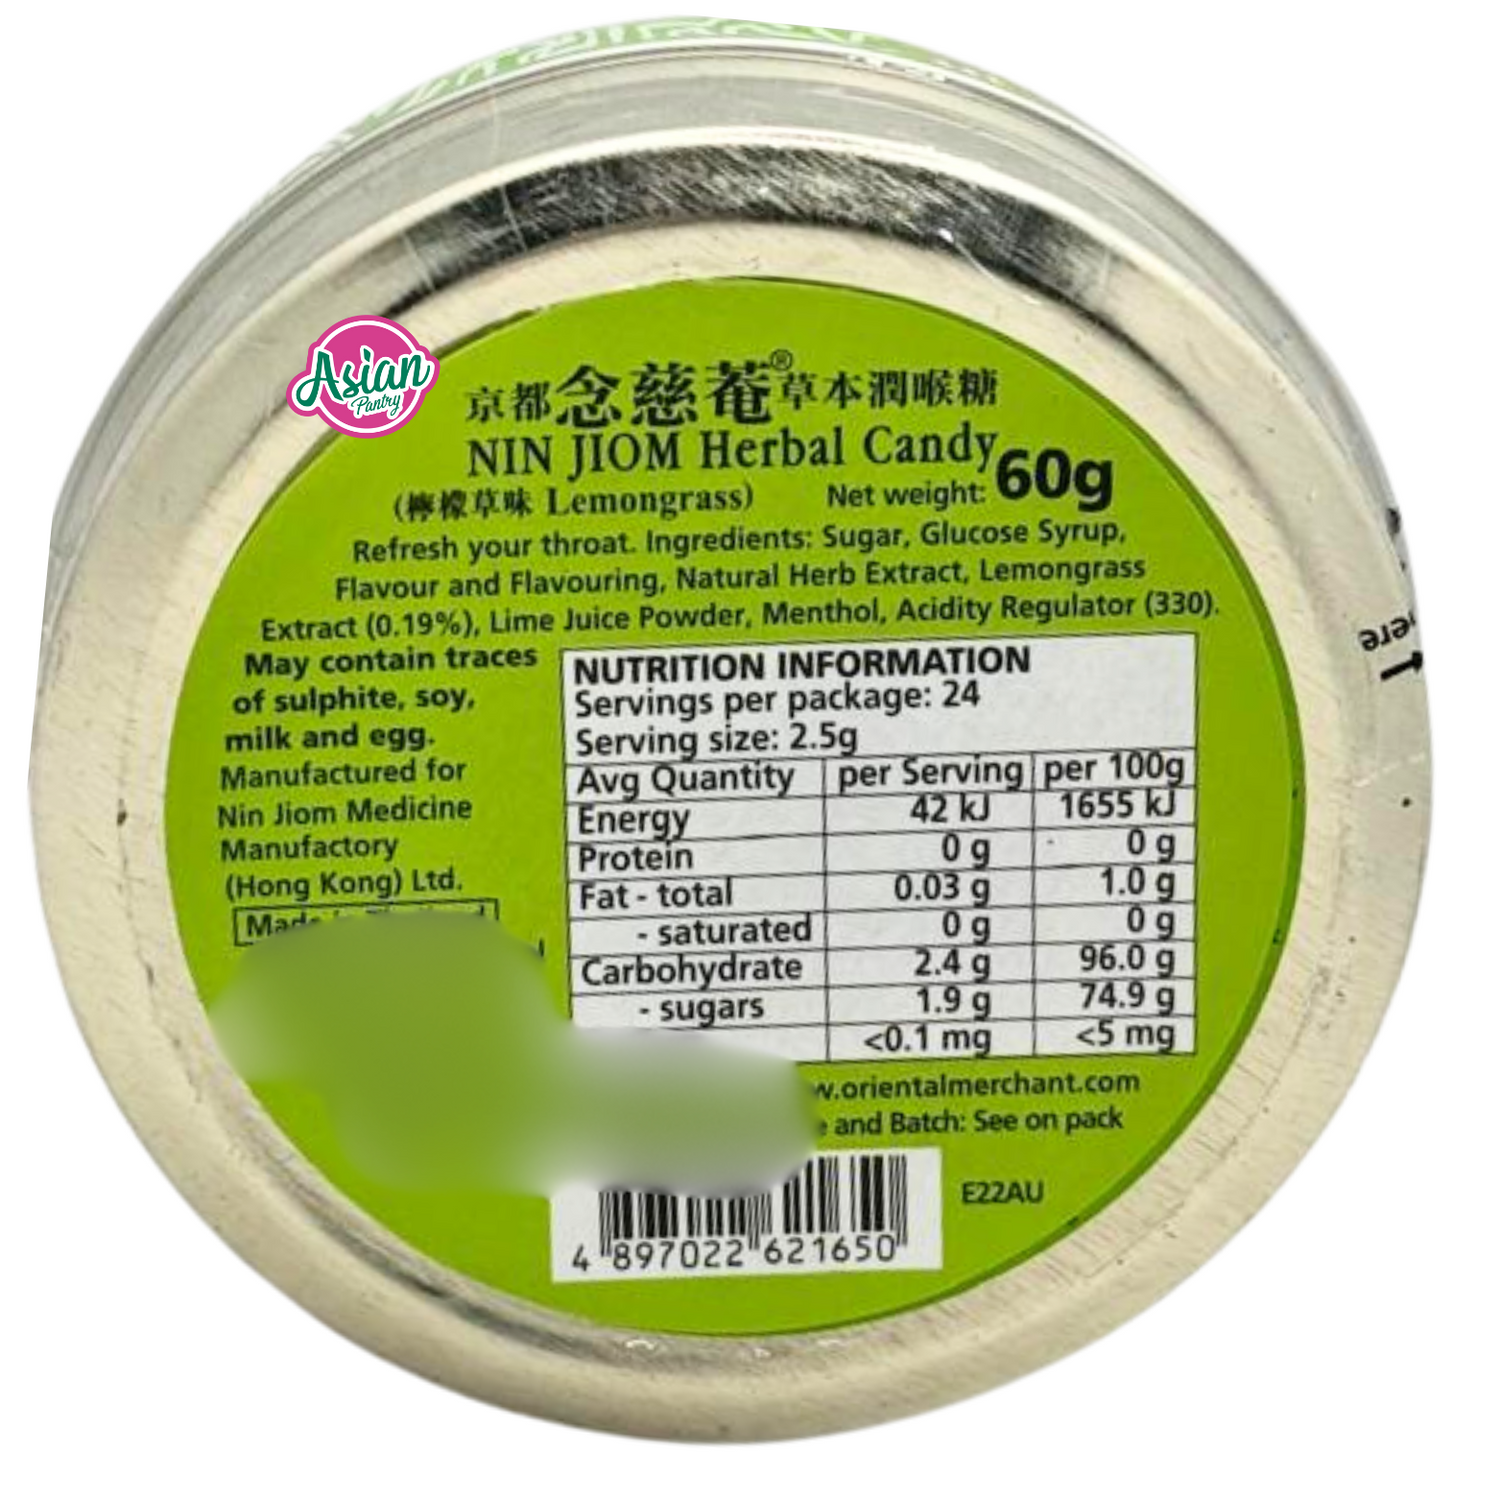 Asian
Pantry
京都念慈菴®草本潤喉糖
NIN JIOM Herbal Candy
(檸檬草味 Lemongrass) Net weight: 60g
Refresh your throat. Ingredients: Sugar, Glucose Syrup,
Flavour and Flavouring, Natural Herb Extract, Lemongrass
Extract (0.19%), Lime Juice Powder, Menthol, Acidity Regulator (330).
May contain traces
of sulphite, soy,
milk and egg.
Manufactured for
Nin Jiom Medicine
Manufactory
(Hong Kong) Ltd.
NUTRITION INFORMATION
Servings per package: 24
Serving size: 2.5g
Avg Quantity per Serving per 100g
Energy 42 kJ 1655 kJ
Protein 0 g 0 g
Fat - total 0.03 g 1.0 g
- saturated 0 g 0 g
Carbohydrate 2.4 g 96.0 g
- sugars 1.9 g 74.9 g
<0.1 mg <5 mg
w.orientalmerchant.com
and Batch: See on pack
E22AU
4 897022 621650
ere